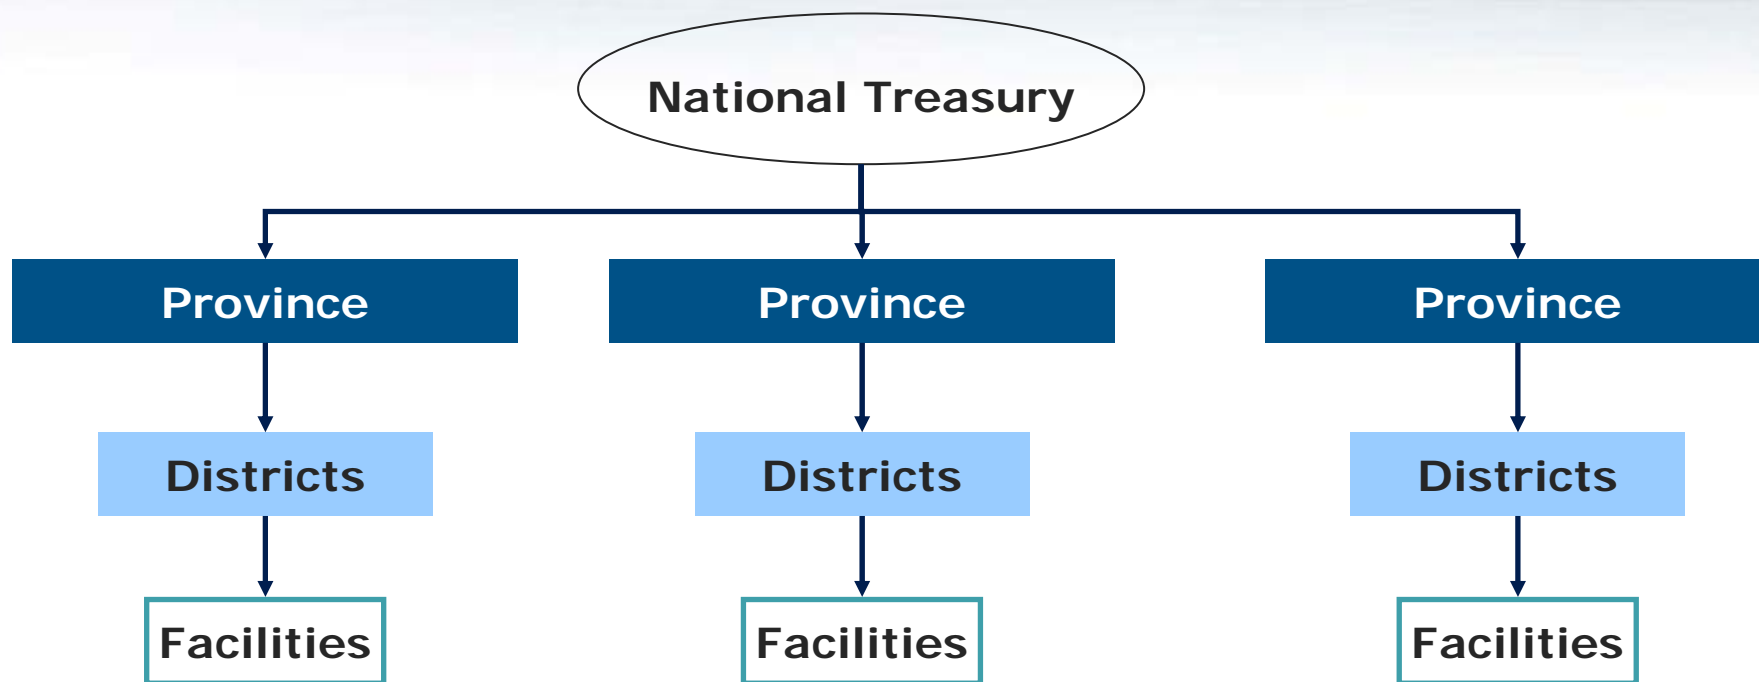 National Treasury
Province
Province
Province
Districts
Districts
Districts
Facilities
Facilities
Facilities